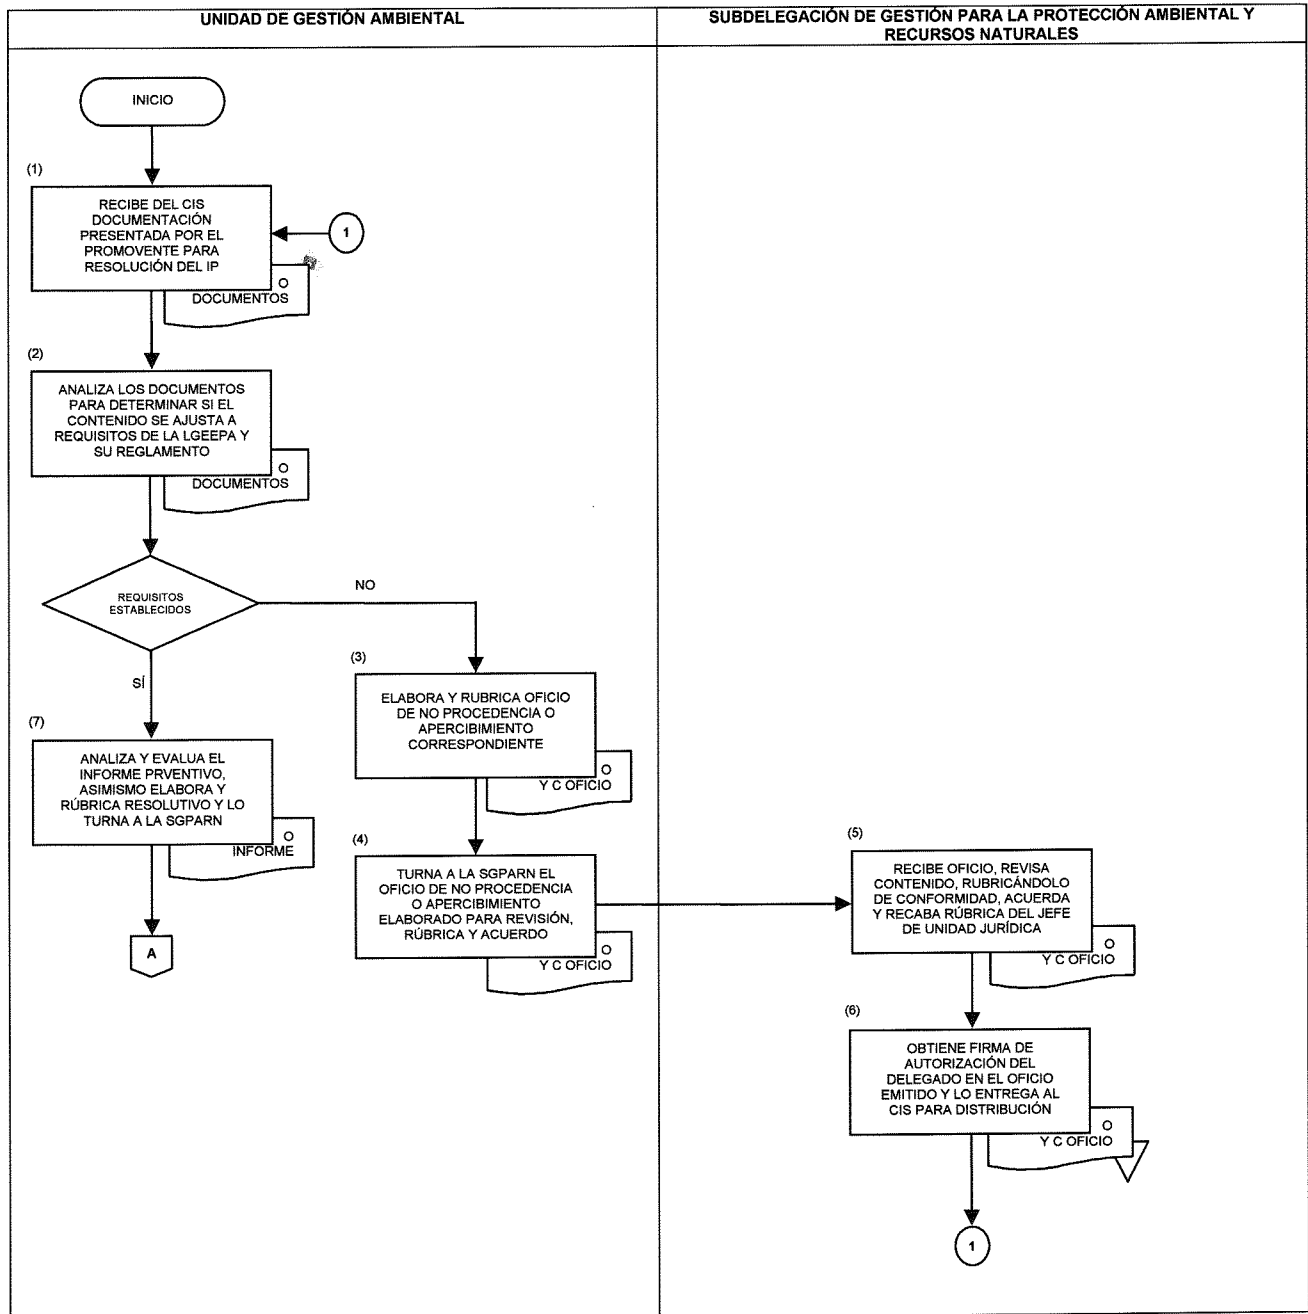 UNIDAD DE GESTIÓN AMBIENTAL
SUBDELEGACIÓN DE GESTIÓN PARA LA PROTECCIÓN AMBIENTAL Y
RECURSOS NATURALES
INICIO
(1)
RECIBE DEL CIS
DOCUMENTACIÓN
PRESENTADA POR EL
PROMOVENTE PARA
RESOLUCIÓN DEL IP
1
O
DOCUMENTOS
(2)
ANALIZA LOS DOCUMENTOS
PARA DETERMINAR SI EL
CONTENIDO SE AJUSTA A
REQUISITOS DE LA LGEEPA Y
SU REGLAMENTO
O
DOCUMENTOS
REQUISITOS
ESTABLECIDOS
NO
SÍ
(3)
ELABORA Y RUBRICA OFICIO
DE NO PROCEDENCIA O
APERCIBIMIENTO
CORRESPONDIENTE
O
Y C OFICIO
(7)
ANALIZA Y EVALUA EL
INFORME PRVENTIVO,
ASIMISMO ELABORA Y
RÚBRICA RESOLUTIVO Y LO
TURNA A LA SGPARN
O
INFORME
A
(4)
TURNA A LA SGPARN EL
OFICIO DE NO PROCEDENCIA
O APERCIBIMIENTO
ELABORADO PARA REVISIÓN,
RÚBRICA Y ACUERDO
O
Y C OFICIO
(5)
RECIBE OFICIO, REVISA
CONTENIDO, RUBRICÁNDOLO
DE CONFORMIDAD, ACUERDA
Y RECABA RÚBRICA DEL JEFE
DE UNIDAD JURÍDICA
O
Y C OFICIO
(6)
OBTIENE FIRMA DE
AUTORIZACIÓN DEL
DELEGADO EN EL OFICIO
EMITIDO Y LO ENTREGA AL
CIS PARA DISTRIBUCIÓN
O
Y C OFICIO
1